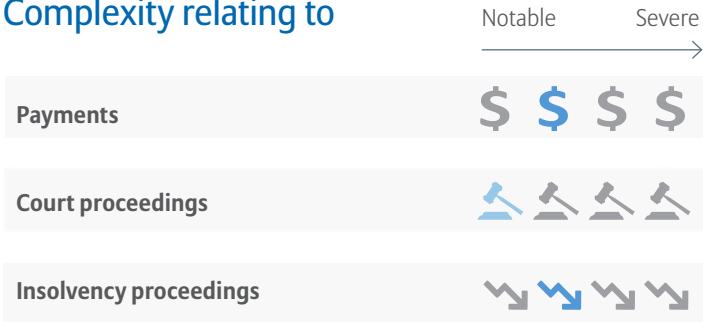 Complexity relating to
Notable Severe
Payments
$ $ $ $
Court proceedings
Insolvency proceedings